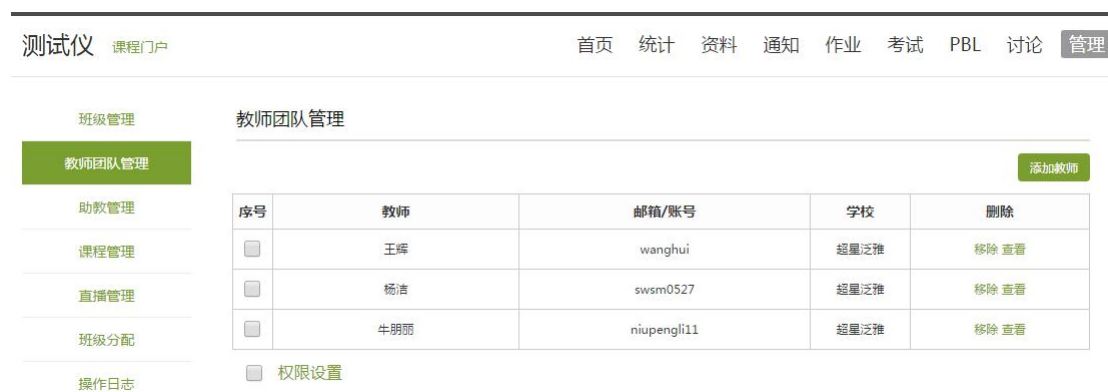 测试仪 课程门户 首页 统计 资料 通知 作业 考试 PBL 讨论 管理
班级管理
教师团队管理
助教管理
课程管理
直播管理
班级分配
操作日志
教师团队管理
添加教师
序号 教师 邮箱/账号 学校 删除
王辉 wanghui 超星泛雅 移除 查看
杨洁 swsm0527 超星泛雅 移除 查看
牛朋丽 niupengli11 超星泛雅 移除 查看
权限设置